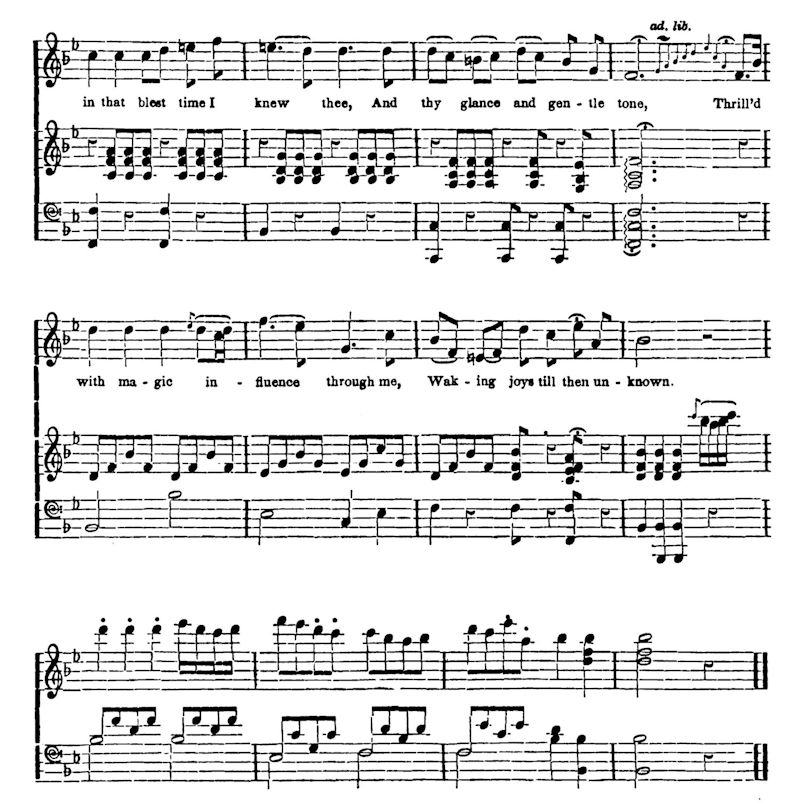 ad. lib.
in that blest time I knew thee, And thy glance and gen - tle tone, Thrill'd
with ma - gic in - fluence through me, Wak - ing joys till then un - known.